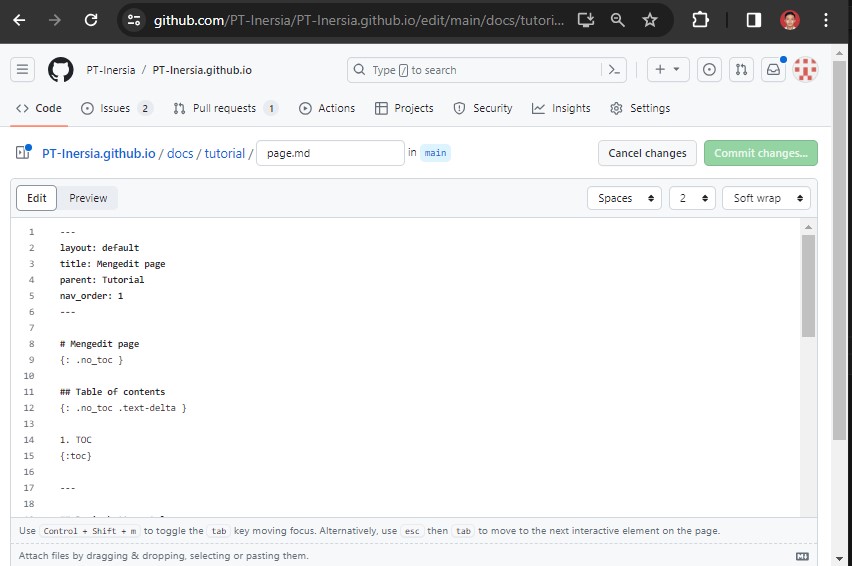 github.com/PT-Inersia/PT-Inersia.github.io/edit/main/docs/tutori...
PT-Inersia / PT-Inersia.github.io
Type / to search
Code
Issues 2
Pull requests 1
Actions
Projects
Security
Insights
Settings
PT-Inersia.github.io / docs / tutorial / page.md in main
Cancel changes
Commit changes...
Edit
Preview
Spaces
2
Soft wrap
1 ---
2 layout: default
3 title: Mengedit page
4 parent: Tutorial
5 nav_order: 1
6 ---
7
8 # Mengedit page
9 {: .no_toc }
10
11 ## Table of contents
12 {: .no_toc .text-delta }
13
14 1. TOC
15 {:toc}
16
17 ---
18
Use Control + Shift + m to toggle the tab key moving focus. Alternatively, use esc then tab to move to the next interactive element on the page.
Attach files by dragging & dropping, selecting or pasting them.